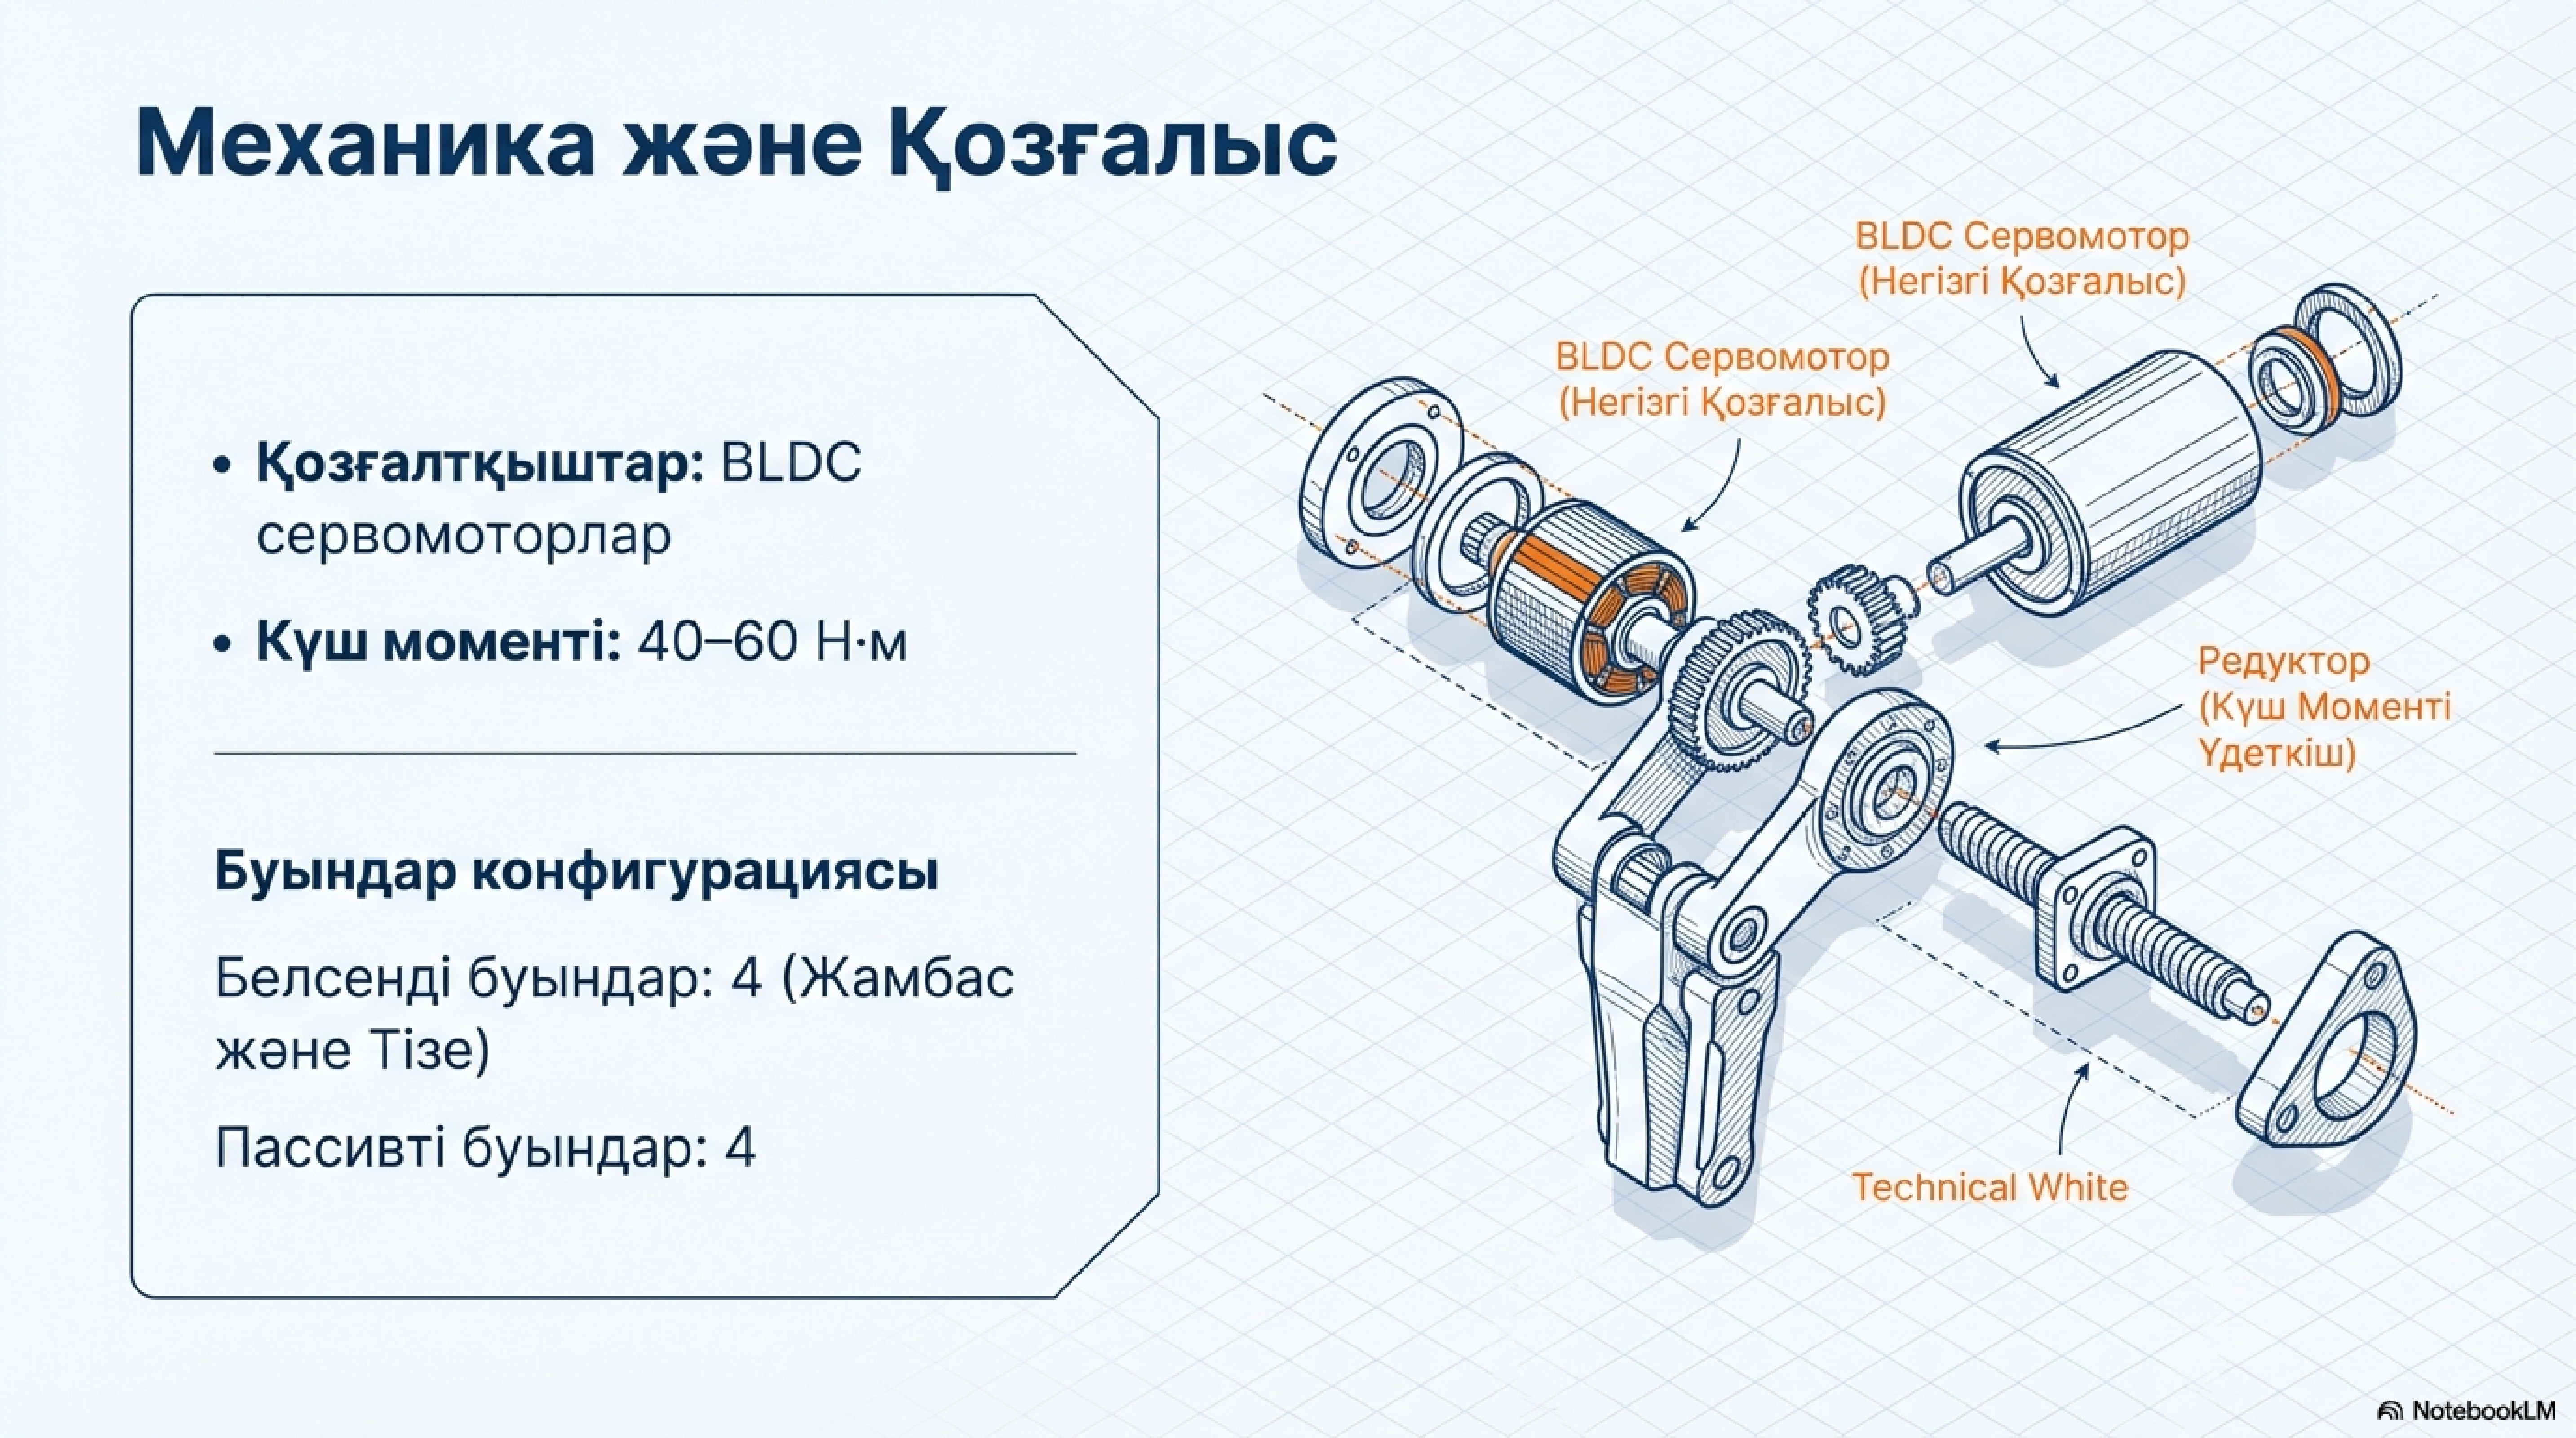 Механика және Қозғалыс
• Қозғалтқыштар: BLDC
сервомоторлар
• Күш моменті: 40–60 Н·м
Буындар конфигурациясы
Белсенді буындар: 4 (Жамбас
және Тізе)
Пассивті буындар: 4
BLDC Сервомотор
(Негізгі Қозғалыс)
BLDC Сервомотор
(Негізгі Қозғалыс)
Редуктор
(Күш Моменті
Үдеткіш)
Technical White
NotebookLM